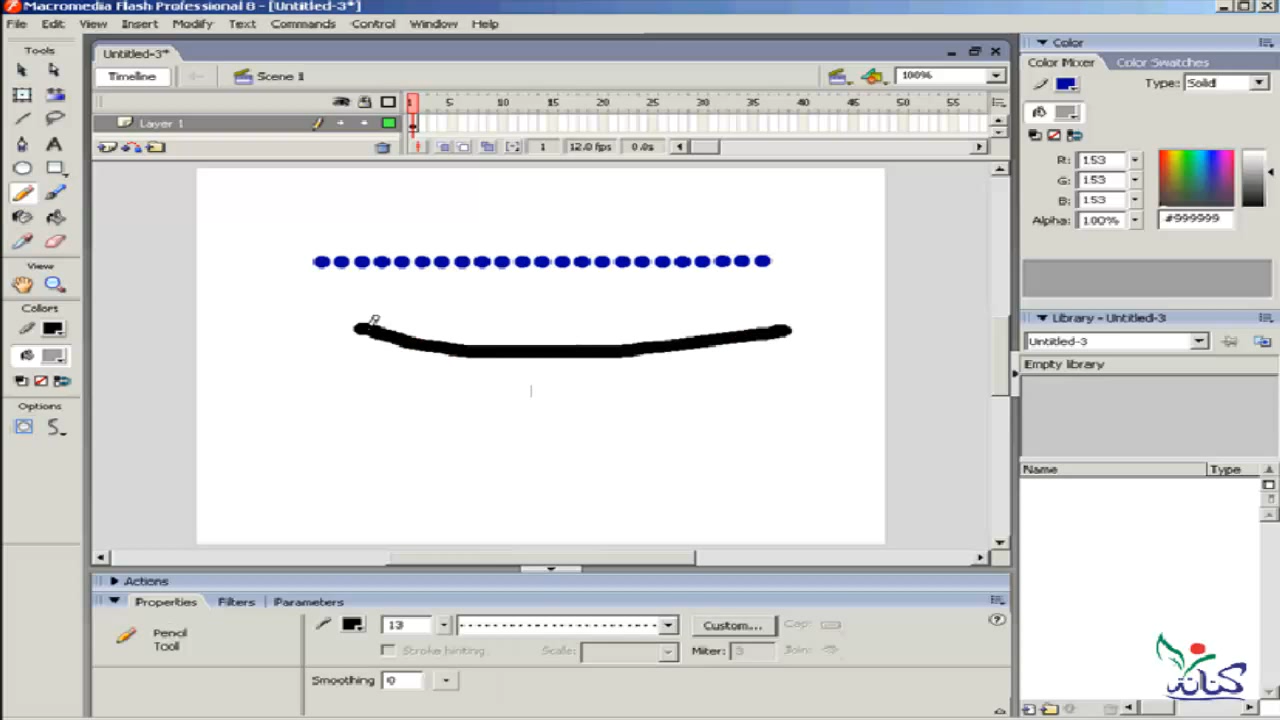 Macromedia Flash Professional 8 - [Untitled-3*]
File Edit View Insert Modify Text Commands Control Window Help
Tools
View
Colors
Options
Untitled-3*
Timeline
Scene 1
100%
1 5 10 15 20 25 30 35 40 45 50 55
Layer 1
1 12.0 fps 0.0s
Color
Color Mixer Color Swatches
Type: Solid
R: 153
G: 153
B: 153
Alpha: 100% #999999
Library - Untitled-3
Untitled-3
Empty library
Name Type
Actions
Properties Filters Parameters
Pencil
Tool
13 Custom... Cap:
Stroke hinting Scale: Miter: 3 Join:
Smoothing 0
كنانة